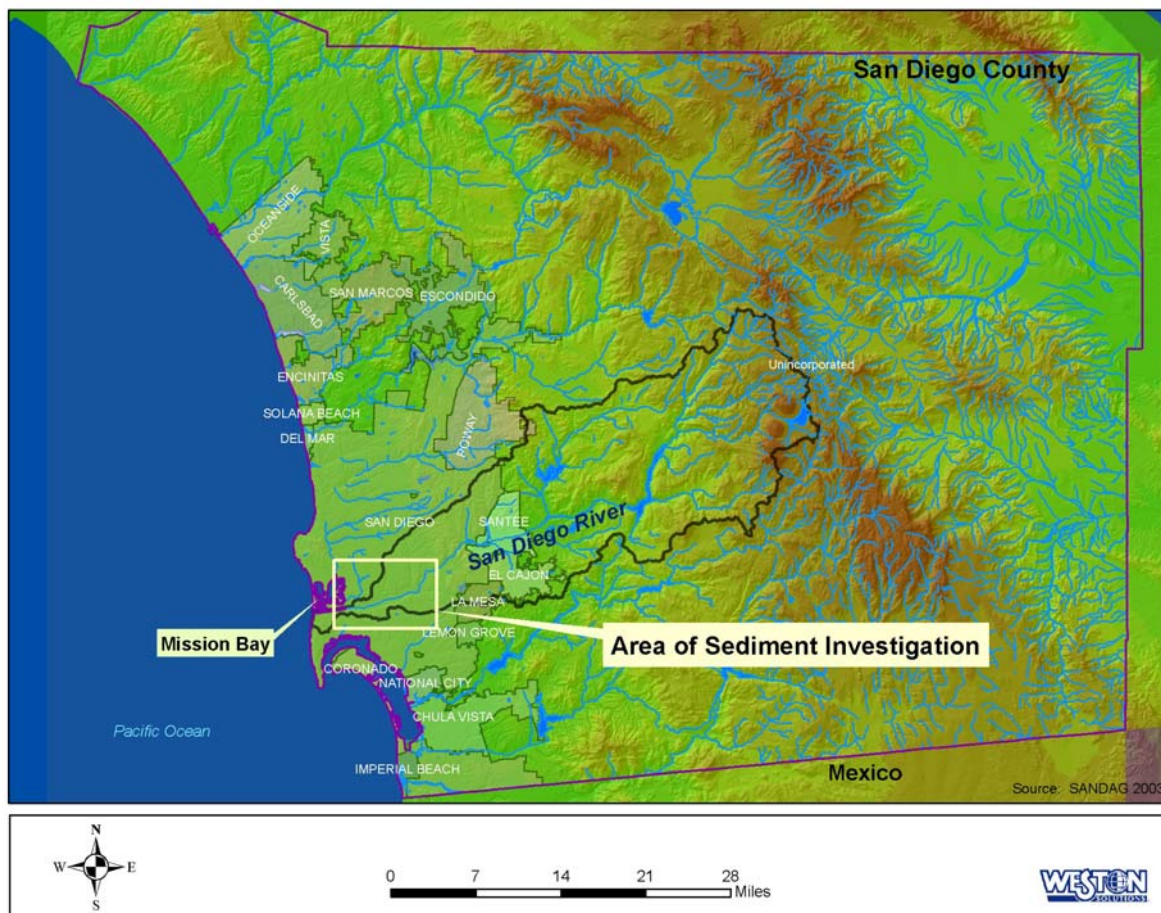 San Diego County
OCEANSIDE
VISTA
CARLSBAD
SAN MARCOS
ESCONDIDO
ENCINITAS
Unincorporated
SOLANA BEACH
DEL MAR
POWAY
SAN DIEGO
SANTEE
San Diego River
EL CAJON
LA MESA
Mission Bay
LEMON GROVE
Area of Sediment Investigation
CORONADO
NATIONAL CITY
CHULA VISTA
Pacific Ocean
IMPERIAL BEACH
Mexico
Source: SANDAG 2003
N
W E
S
0 7 14 21 28
Miles
WESTON
SOLUTIONS